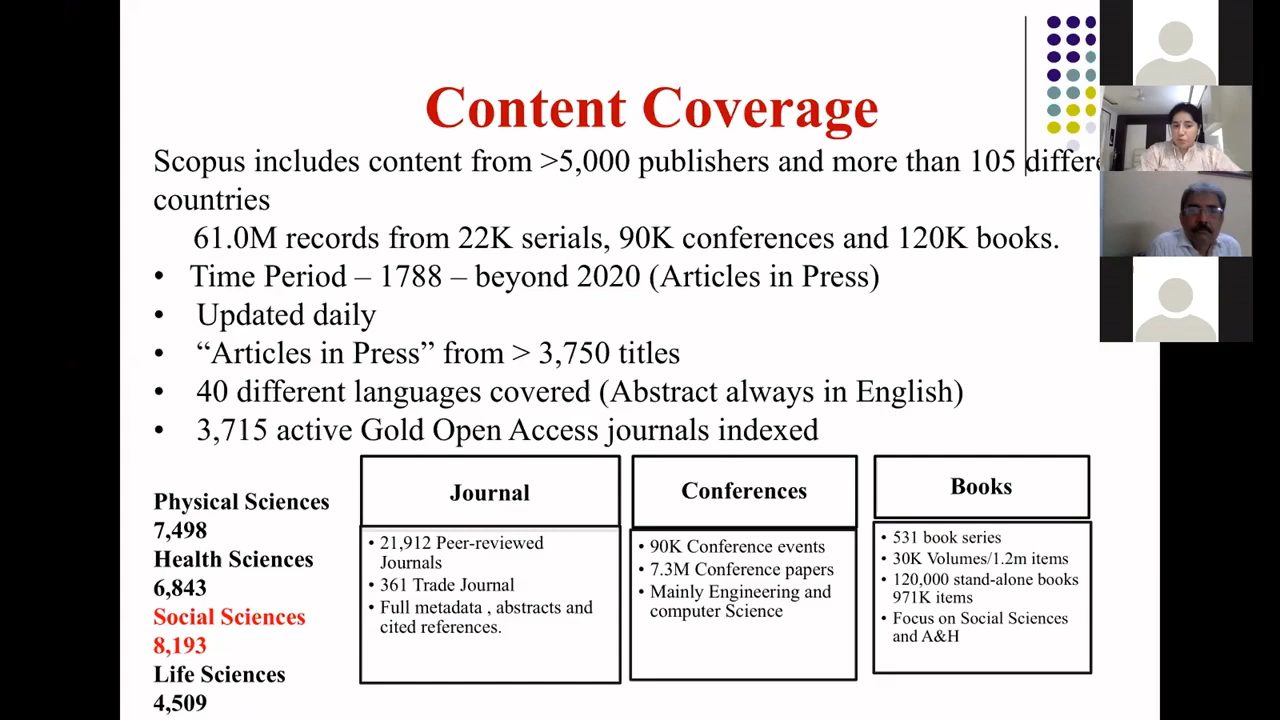 Content Coverage
Scopus includes content from >5,000 publishers and more than 105 differe
countries
61.0M records from 22K serials, 90K conferences and 120K books.
• Time Period – 1788 – beyond 2020 (Articles in Press)
• Updated daily
• “Articles in Press” from > 3,750 titles
• 40 different languages covered (Abstract always in English)
• 3,715 active Gold Open Access journals indexed
Physical Sciences
7,498
Health Sciences
6,843
Social Sciences
8,193
Life Sciences
4,509
Journal
• 21,912 Peer-reviewed
Journals
• 361 Trade Journal
• Full metadata , abstracts and
cited references.
Conferences
• 90K Conference events
• 7.3M Conference papers
• Mainly Engineering and
computer Science
Books
• 531 book series
• 30K Volumes/1.2m items
• 120,000 stand-alone books
971K items
• Focus on Social Sciences
and A&H